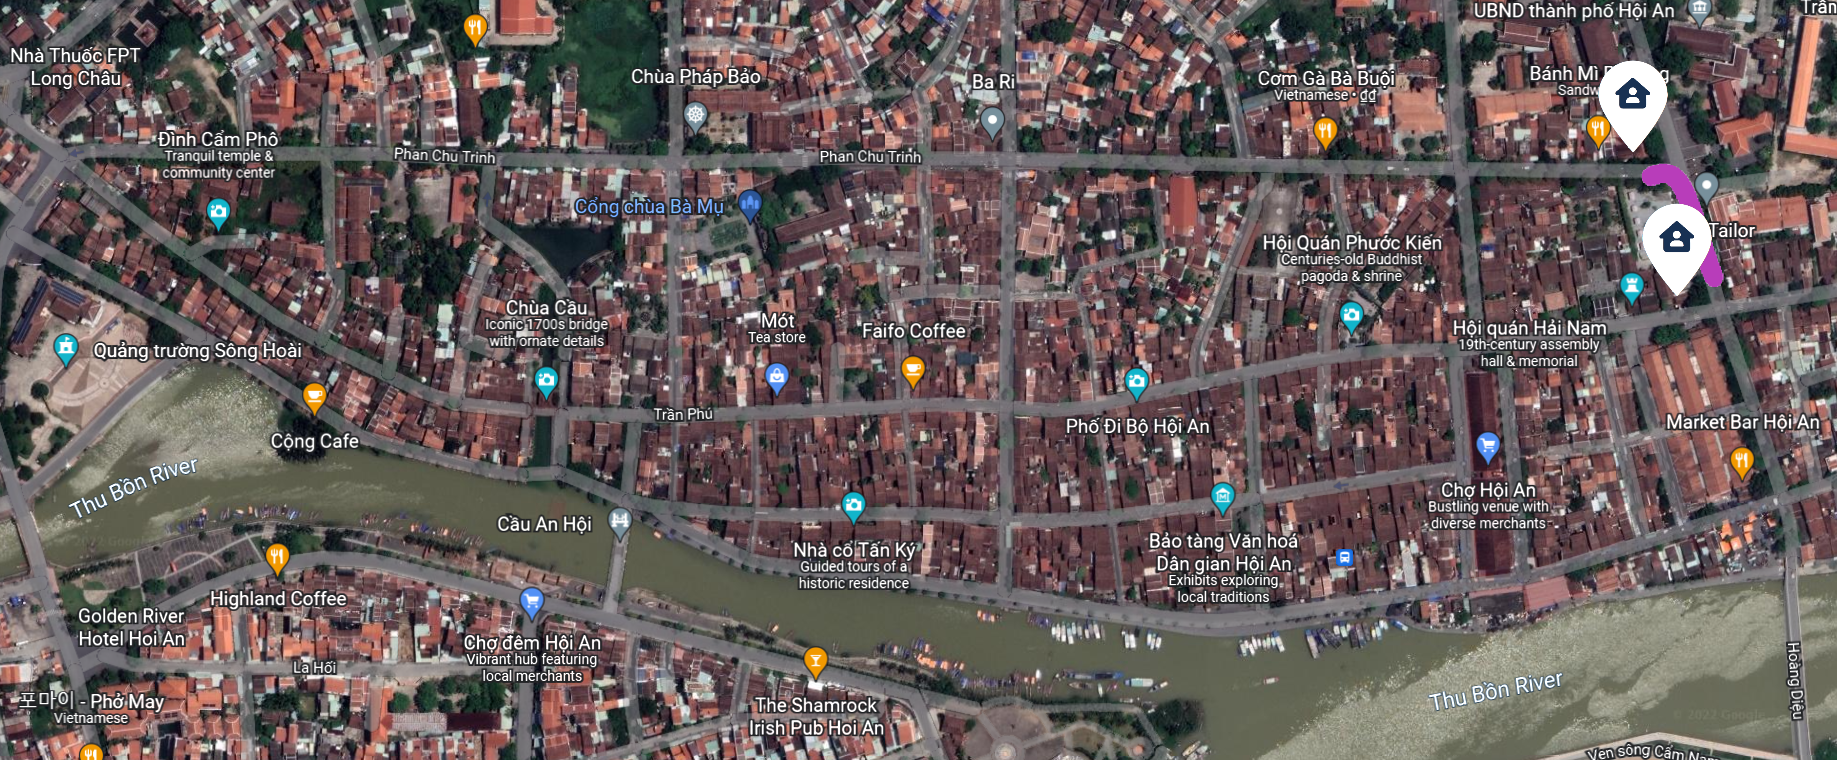 UBND thành phố Hội An
Trần
Nhà Thuốc FPT
Long Châu
Chùa Pháp Bảo
Ba Ri
Cơm Gà Bà Buội
Vietnamese • ₫₫
Bánh Mì
Sandw
Đình Cẩm Phô
Tranquil temple &
community center
Phan Chu Trinh
Phan Chu Trinh
Cổng chùa Bà Mụ
Tailor
Hội Quán Phước Kiến
Centuries-old Buddhist
pagoda & shrine
Chùa Cầu
Iconic 1700s bridge
with ornate details
Mót
Tea store
Faifo Coffee
Hội quán Hải Nam
19th-century assembly
hall & memorial
Quảng trường Sông Hoài
Trần Phú
Phố Đi Bộ Hội An
Market Bar Hội An
Cộng Cafe
Thu Bồn River
Chợ Hội An
Bustling venue with
diverse merchants
Cầu An Hội
Nhà cổ Tấn Ký
Guided tours of a
historic residence
Bảo tàng Văn hoá
Dân gian Hội An
Exhibits exploring
local traditions
Highland Coffee
Golden River
Hotel Hoi An
Chợ đêm Hội An
Vibrant hub featuring
local merchants
La Hối
Hoàng Diệu
Thu Bồn River
포마이 - Phở May
Vietnamese
The Shamrock
Irish Pub Hoi An
Ven sông Cẩm Nam